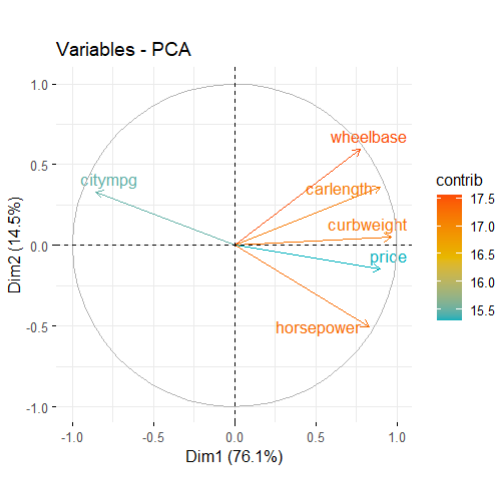 Variables - PCA
1.0
0.5
0.0
-0.5
-1.0
Dim2 (14.5%)
wheelbase
citympg
carlength
curbweight
price
horsepower
-1.0 -0.5 0.0 0.5 1.0
Dim1 (76.1%)
contrib
17.5
17.0
16.5
16.0
15.5